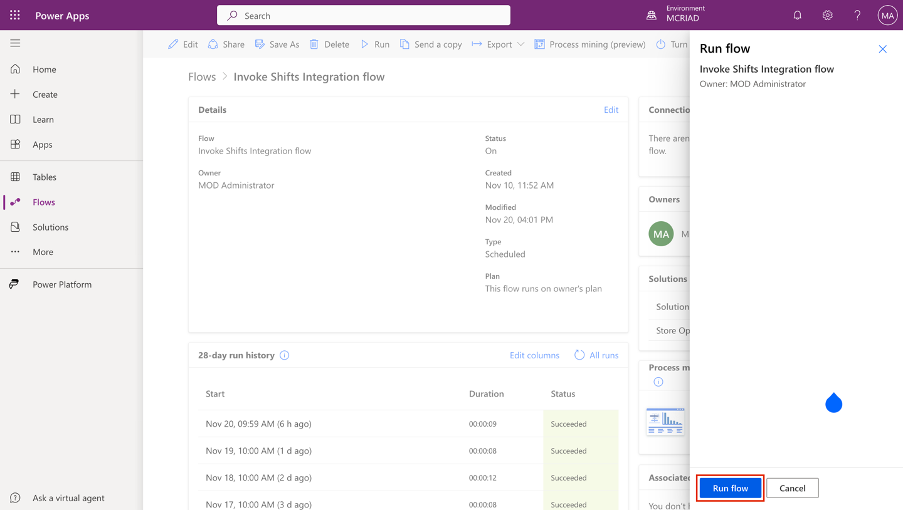 Power Apps
Search
Environment
MCRIAD
MA
Home
Create
Learn
Apps
Tables
Flows
Solutions
More
Power Platform
Ask a virtual agent
Edit
Share
Save As
Delete
Run
Send a copy
Export
Process mining (preview)
Turn
Flows > Invoke Shifts Integration flow
Details
Edit
Flow
Invoke Shifts Integration flow
Owner
MOD Administrator
Status
On
Created
Nov 10, 11:52 AM
Modified
Nov 20, 04:01 PM
Type
Scheduled
Plan
This flow runs on owner's plan
28-day run history
Edit columns
All runs
Start Duration Status
Nov 20, 09:59 AM (6 h ago) 00:00:09 Succeeded
Nov 19, 10:00 AM (1 d ago) 00:00:08 Succeeded
Nov 18, 10:00 AM (2 d ago) 00:00:12 Succeeded
Nov 17, 10:00 AM (3 d ago) 00:00:08 Succeeded
Connectio
There aren
flow.
Owners
MA M
Solutions
Solution
Store Op
Process m
Associated
You don't
Run flow
Invoke Shifts Integration flow
Owner: MOD Administrator
Run flow
Cancel